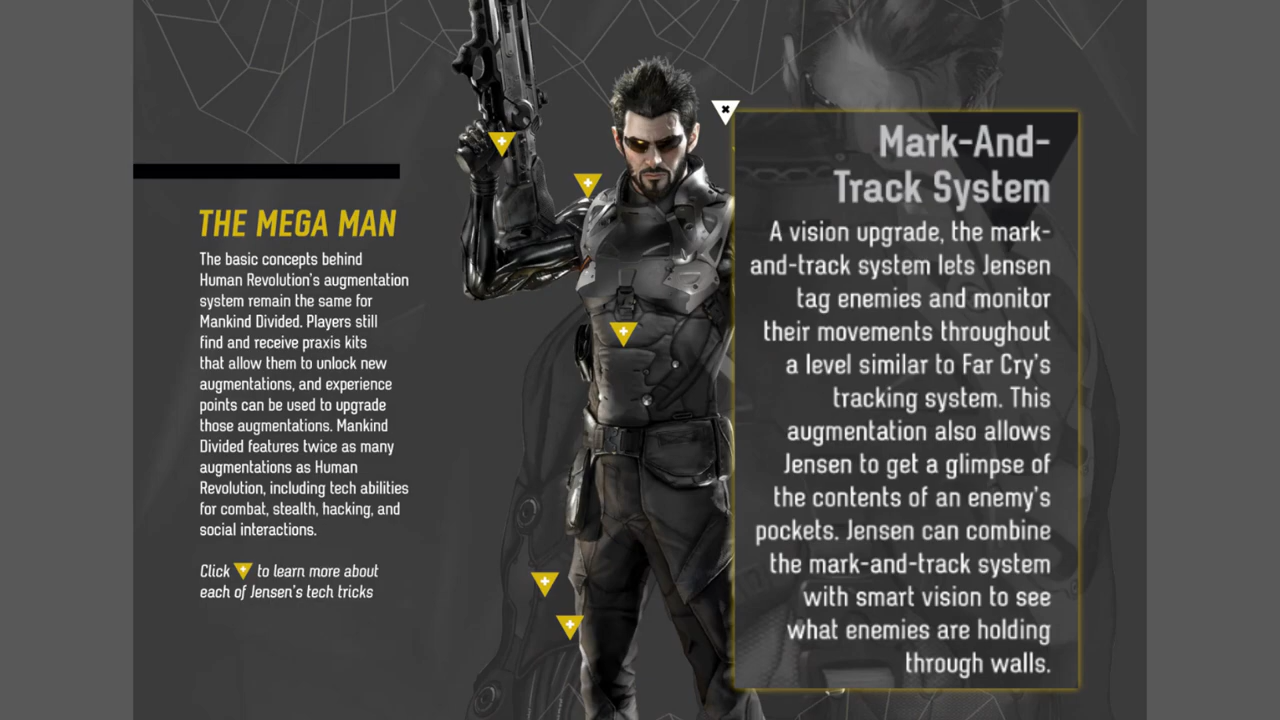 THE MEGA MAN
The basic concepts behind
Human Revolution's augmentation
system remain the same for
Mankind Divided. Players still
find and receive praxis kits
that allow them to unlock new
augmentations, and experience
points can be used to upgrade
those augmentations. Mankind
Divided features twice as many
augmentations as Human
Revolution, including tech abilities
for combat, stealth, hacking, and
social interactions.
Click to learn more about
each of Jensen's tech tricks
Mark-And-
Track System
A vision upgrade, the mark-
and-track system lets Jensen
tag enemies and monitor
their movements throughout
a level similar to Far Cry's
tracking system. This
augmentation also allows
Jensen to get a glimpse of
the contents of an enemy's
pockets. Jensen can combine
the mark-and-track system
with smart vision to see
what enemies are holding
through walls.